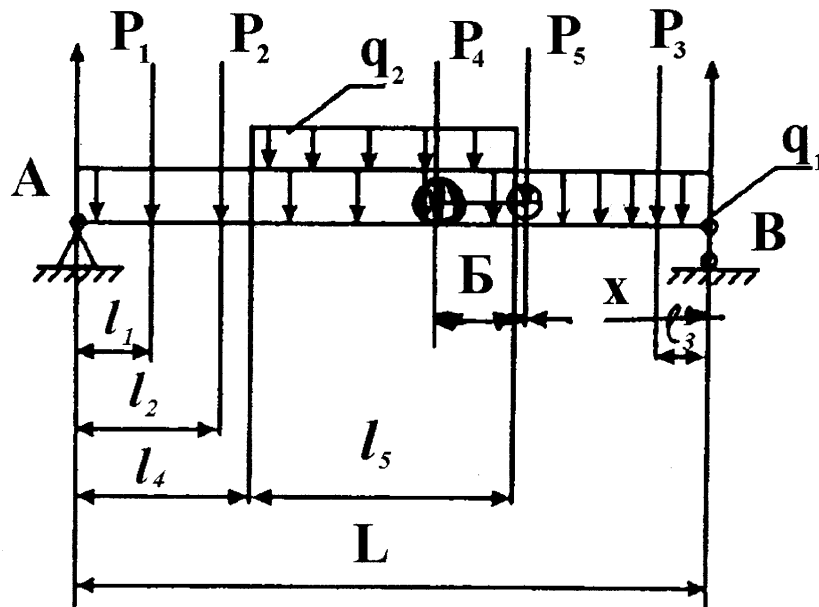 P₁ P₂ P₄ P₅ P₃
q₂
A
q₁
B
Б
x
l₃
l₁
l₂
l₄
l₅
L